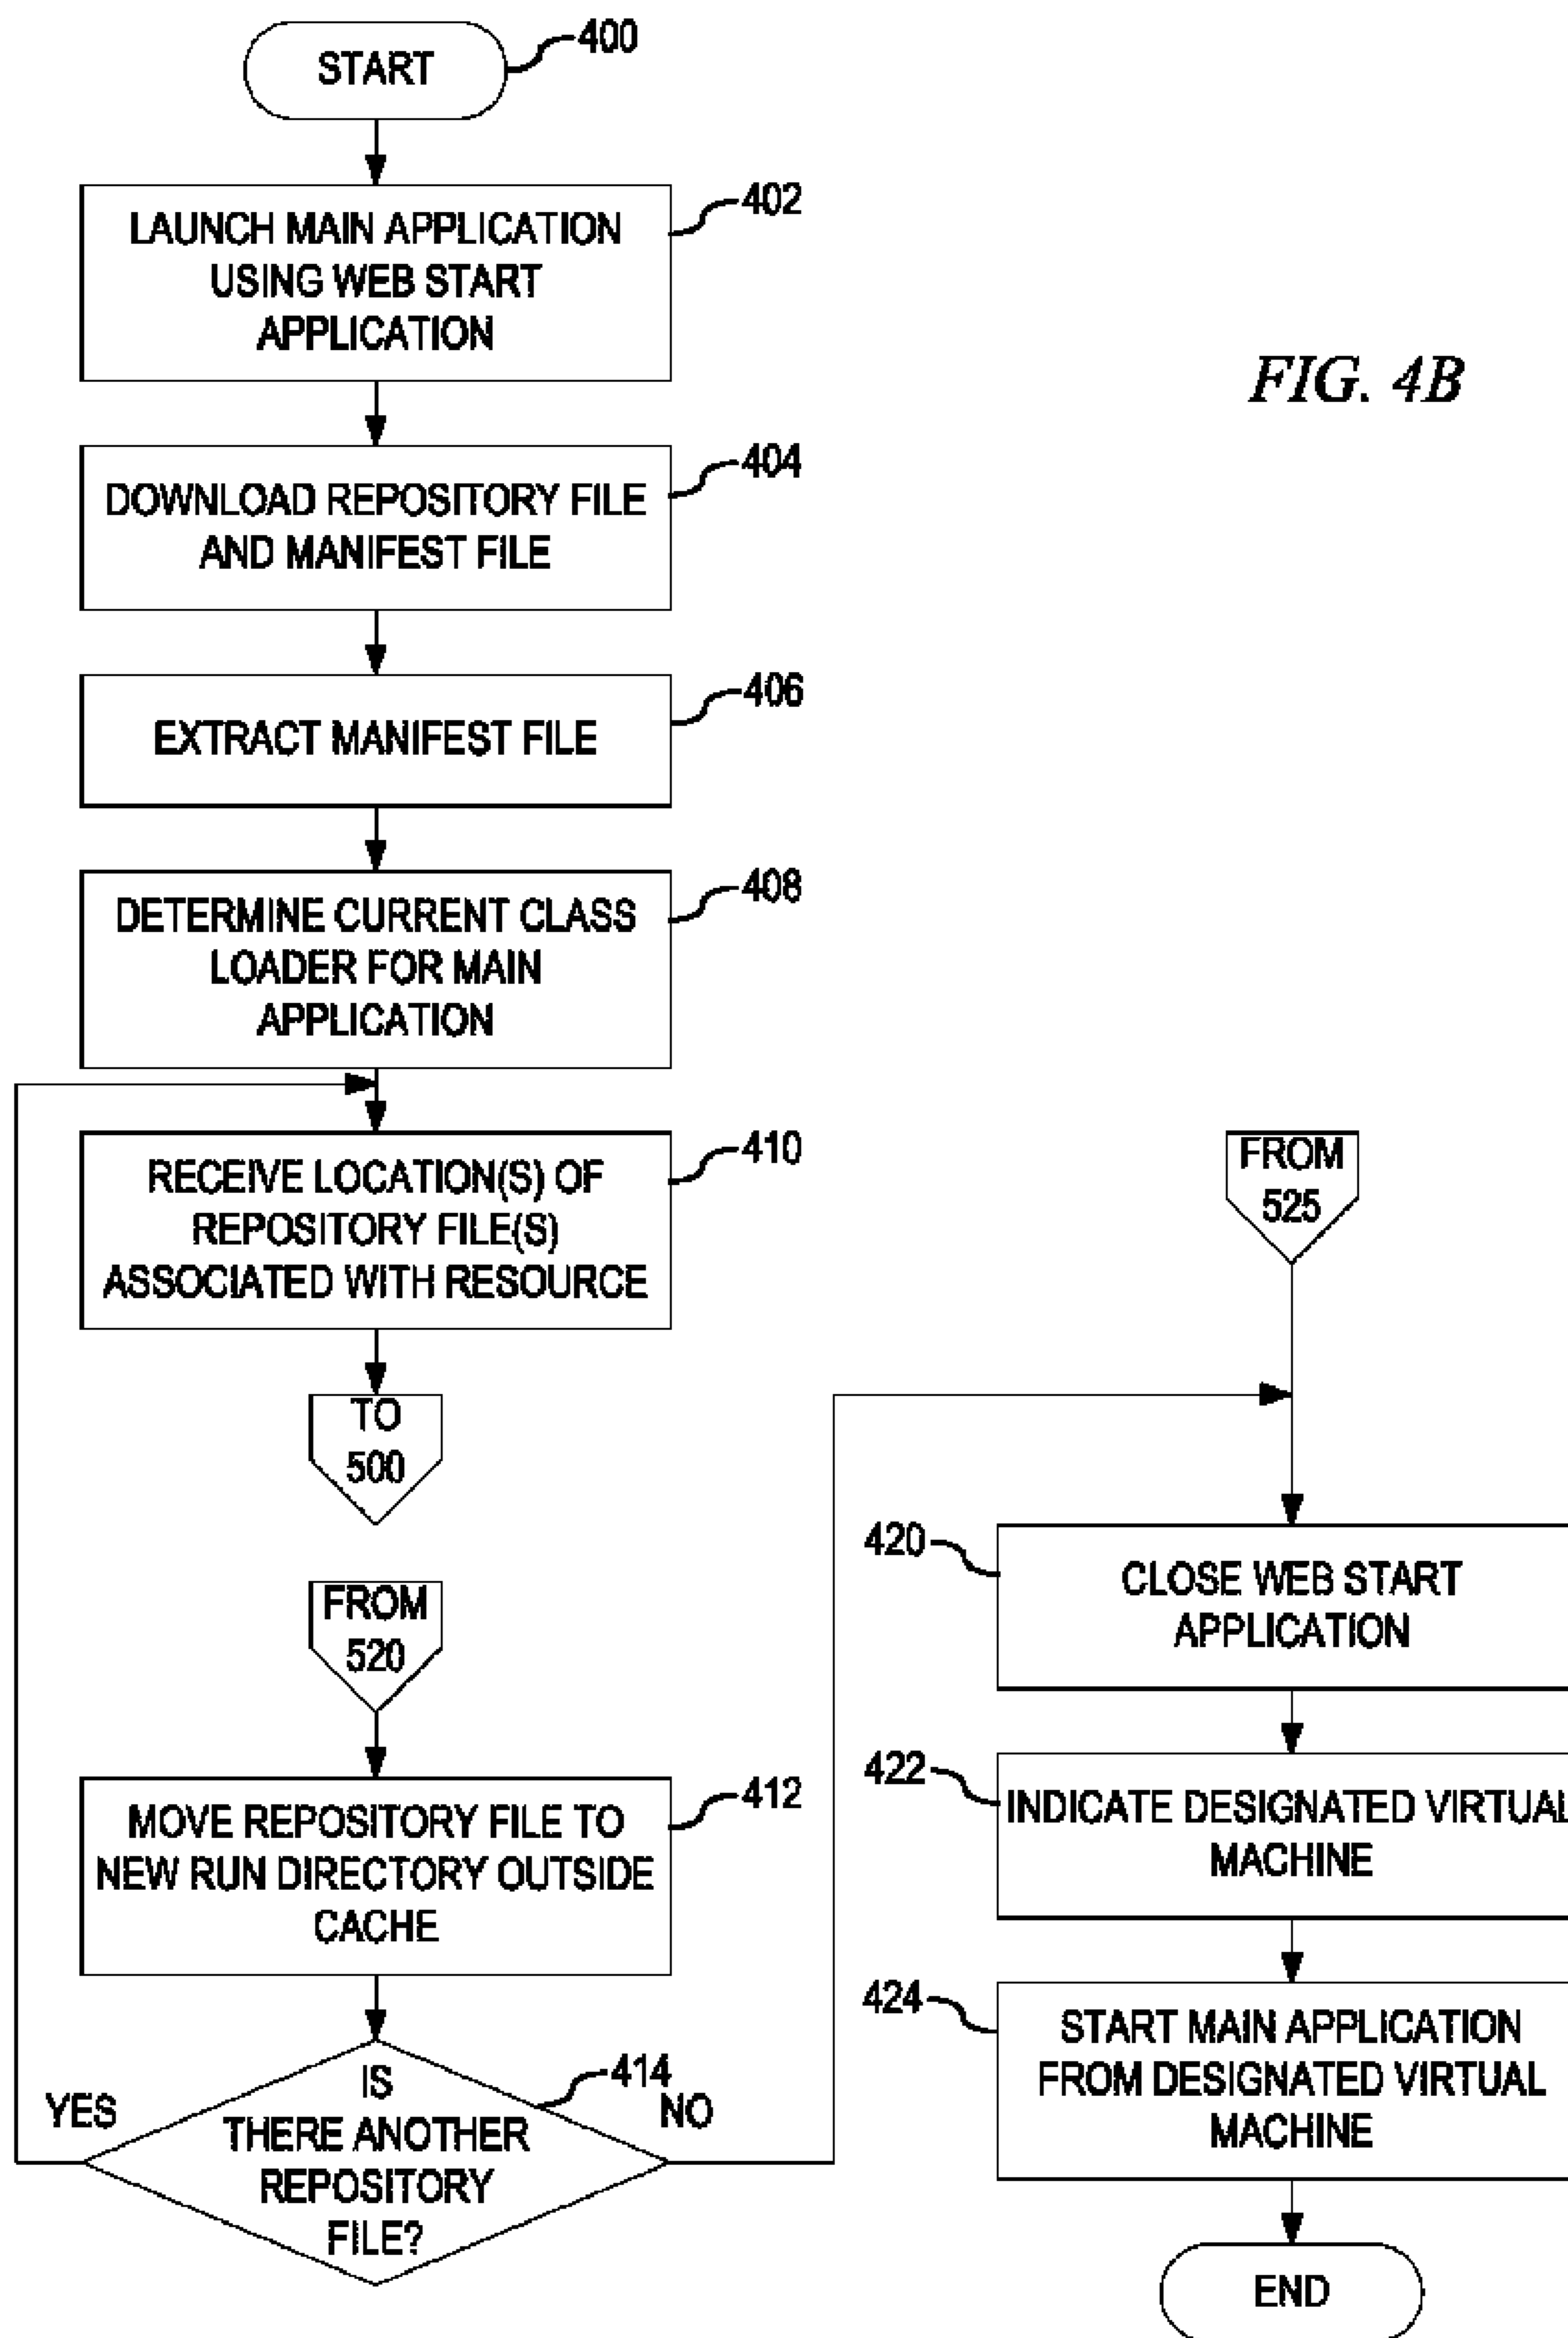 START
400
LAUNCH MAIN APPLICATION
USING WEB START
APPLICATION
402
FIG. 4B
DOWNLOAD REPOSITORY FILE
AND MANIFEST FILE
404
EXTRACT MANIFEST FILE
406
DETERMINE CURRENT CLASS
LOADER FOR MAIN
APPLICATION
408
RECEIVE LOCATION(S) OF
REPOSITORY FILE(S)
ASSOCIATED WITH RESOURCE
410
TO
500
FROM
520
MOVE REPOSITORY FILE TO
NEW RUN DIRECTORY OUTSIDE
CACHE
412
IS
THERE ANOTHER
REPOSITORY
FILE?
414
YES
NO
FROM
525
420
CLOSE WEB START
APPLICATION
422
INDICATE DESIGNATED VIRTUAL
MACHINE
424
START MAIN APPLICATION
FROM DESIGNATED VIRTUAL
MACHINE
END